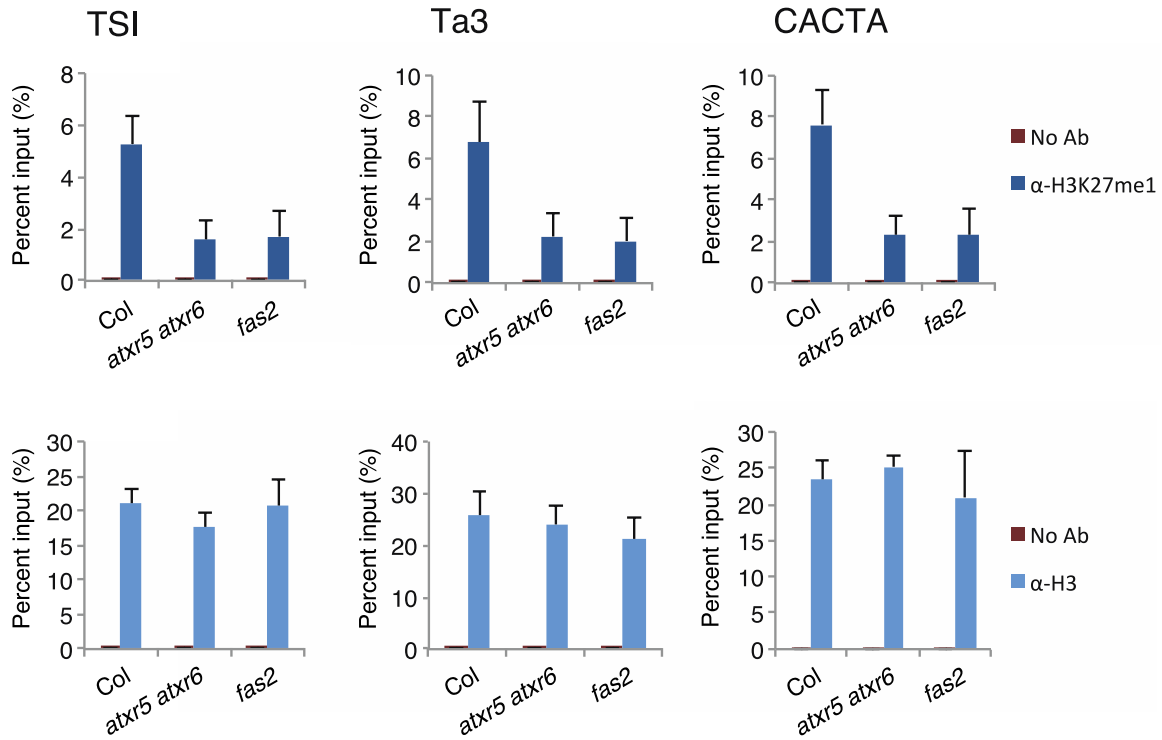 TSI
Ta3
CACTA
Percent input (%)
8
6
4
2
0
Col
atxr5 atxr6
fas2
Percent input (%)
10
8
6
4
2
0
Col
atxr5 atxr6
fas2
Percent input (%)
10
8
6
4
2
0
Col
atxr5 atxr6
fas2
No Ab
α-H3K27me1
Percent input (%)
30
25
20
15
10
5
0
Col
atxr5 atxr6
fas2
Percent input (%)
40
30
20
10
0
Col
atxr5 atxr6
fas2
Percent input (%)
30
25
20
15
10
5
0
Col
atxr5 atxr6
fas2
No Ab
α-H3